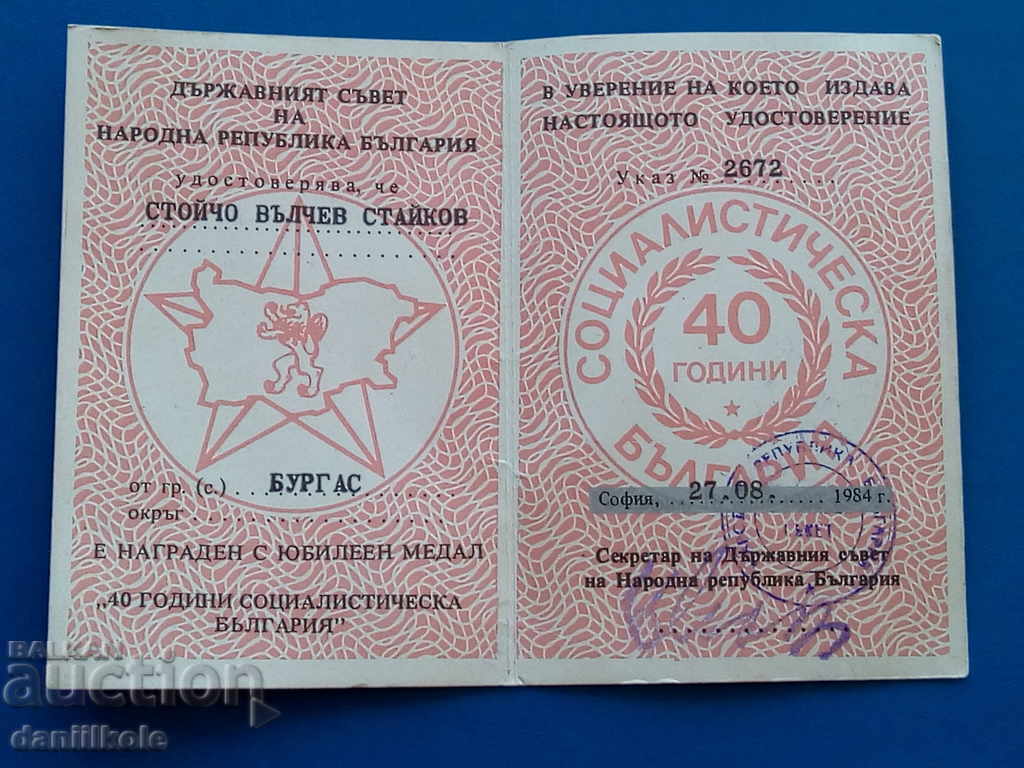 ДЪРЖАВНИЯТ СЪВЕТ
НА
НАРОДНА РЕПУБЛИКА БЪЛГАРИЯ
удостоверява, че
СТОЙЧО ВЪЛЧЕВ СТАЙКОВ
от гр. (с.) БУРГАС
окръг
Е НАГРАДЕН С ЮБИЛЕЕН МЕДАЛ
„40 ГОДИНИ СОЦИАЛИСТИЧЕСКА
БЪЛГАРИЯ"
В УВЕРЕНИЕ НА КОЕТО ИЗДАВА
НАСТОЯЩОТО УДОСТОВЕРЕНИЕ
Указ № 2672
СОЦИАЛИСТИЧЕСКА
БЪЛГАРИЯ
40
ГОДИНИ
София, 27.08. 1984 г.
РЕПУБЛИКА
Секретар на Държавния съвет
на Народна република България
BALKAN
auction
daniilkole